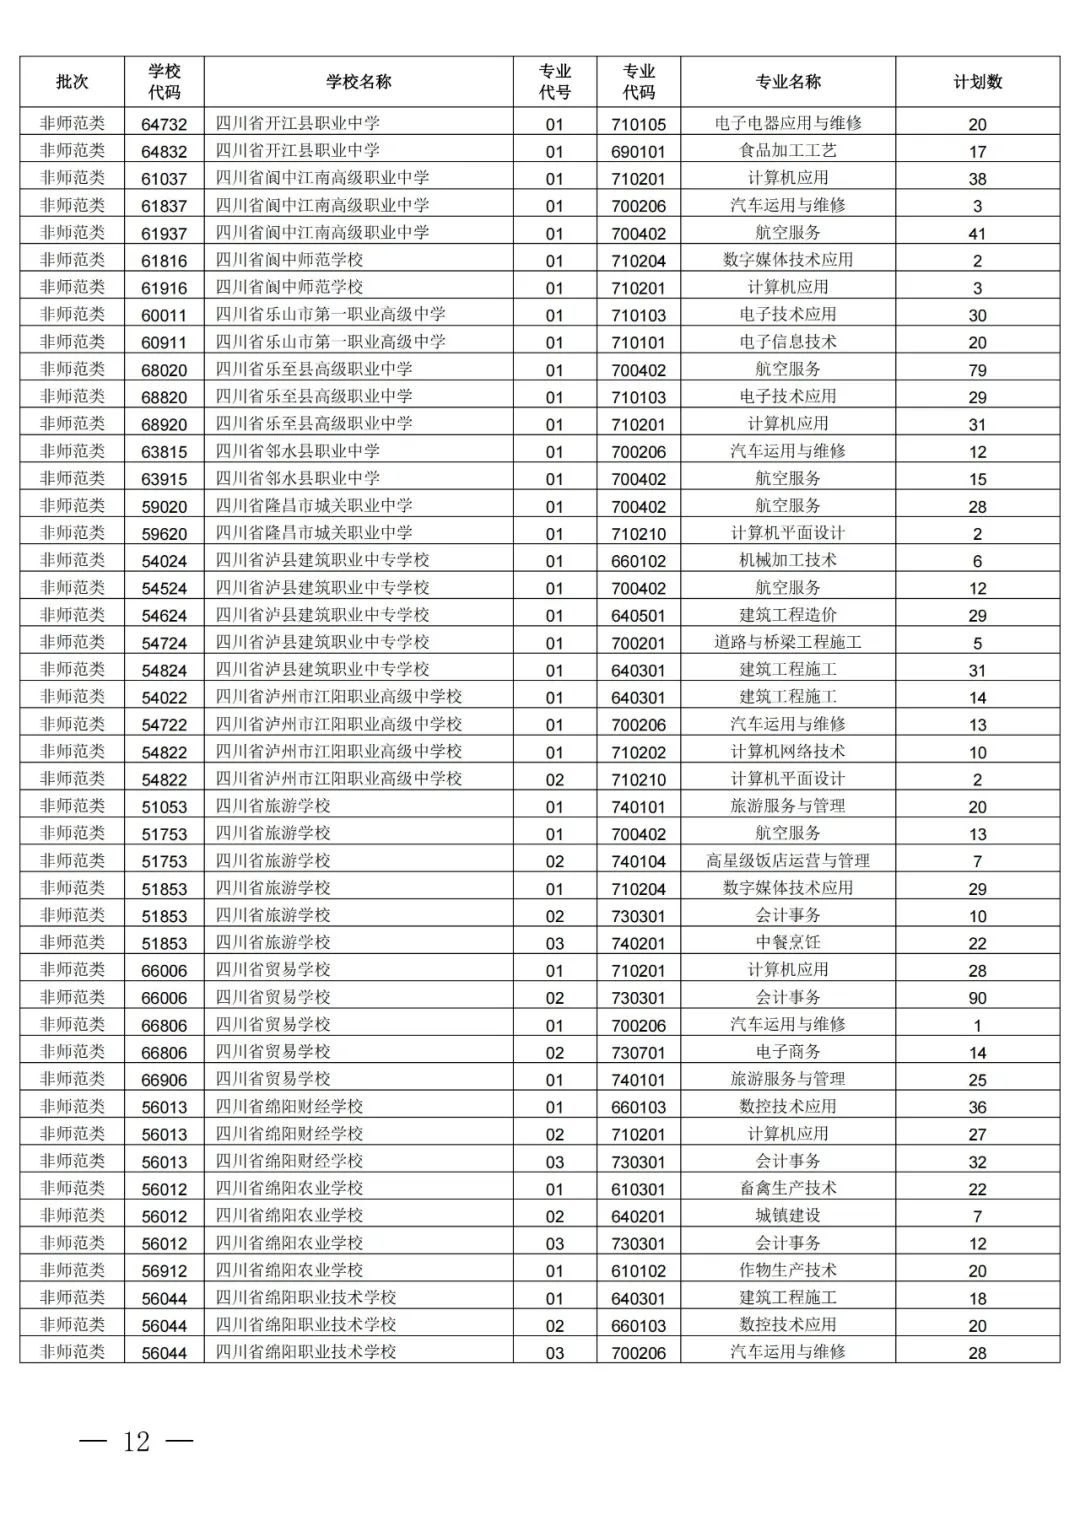 批次 学校代码 学校名称 专业代号 专业代码 专业名称 计划数
非师范类 64732 四川省开江县职业中学 01 710105 电子电器应用与维修 20
非师范类 64832 四川省开江县职业中学 01 690101 食品加工工艺 17
非师范类 61037 四川省阆中江南高级职业中学 01 710201 计算机应用 38
非师范类 61837 四川省阆中江南高级职业中学 01 700206 汽车运用与维修 3
非师范类 61937 四川省阆中江南高级职业中学 01 700402 航空服务 41
非师范类 61816 四川省阆中师范学校 01 710204 数字媒体技术应用 2
非师范类 61916 四川省阆中师范学校 01 710201 计算机应用 3
非师范类 60011 四川省乐山市第一职业高级中学 01 710103 电子技术应用 30
非师范类 60911 四川省乐山市第一职业高级中学 01 710101 电子信息技术 20
非师范类 68020 四川省乐至县高级职业中学 01 700402 航空服务 79
非师范类 68820 四川省乐至县高级职业中学 01 710103 电子技术应用 29
非师范类 68920 四川省乐至县高级职业中学 01 710201 计算机应用 31
非师范类 63815 四川省邻水县职业中学 01 700206 汽车运用与维修 12
非师范类 63915 四川省邻水县职业中学 01 700402 航空服务 15
非师范类 59020 四川省隆昌市城关职业中学 01 700402 航空服务 28
非师范类 59620 四川省隆昌市城关职业中学 01 710210 计算机平面设计 2
非师范类 54024 四川省泸县建筑职业中专学校 01 660102 机械加工技术 6
非师范类 54524 四川省泸县建筑职业中专学校 01 700402 航空服务 12
非师范类 54624 四川省泸县建筑职业中专学校 01 640501 建筑工程造价 29
非师范类 54724 四川省泸县建筑职业中专学校 01 700201 道路与桥梁工程施工 5
非师范类 54824 四川省泸县建筑职业中专学校 01 640301 建筑工程施工 31
非师范类 54022 四川省泸州市江阳职业高级中学校 01 640301 建筑工程施工 14
非师范类 54722 四川省泸州市江阳职业高级中学校 01 700206 汽车运用与维修 13
非师范类 54822 四川省泸州市江阳职业高级中学校 01 710202 计算机网络技术 10
非师范类 54822 四川省泸州市江阳职业高级中学校 02 710210 计算机平面设计 2
非师范类 51053 四川省旅游学校 01 740101 旅游服务与管理 20
非师范类 51753 四川省旅游学校 01 700402 航空服务 13
非师范类 51753 四川省旅游学校 02 740104 高星级饭店运营与管理 7
非师范类 51853 四川省旅游学校 01 710204 数字媒体技术应用 29
非师范类 51853 四川省旅游学校 02 730301 会计事务 10
非师范类 51853 四川省旅游学校 03 740201 中餐烹饪 22
非师范类 66006 四川省贸易学校 01 710201 计算机应用 28
非师范类 66006 四川省贸易学校 02 730301 会计事务 90
非师范类 66806 四川省贸易学校 01 700206 汽车运用与维修 1
非师范类 66806 四川省贸易学校 02 730701 电子商务 14
非师范类 66906 四川省贸易学校 01 740101 旅游服务与管理 25
非师范类 56013 四川省绵阳财经学校 01 660103 数控技术应用 36
非师范类 56013 四川省绵阳财经学校 02 710201 计算机应用 27
非师范类 56013 四川省绵阳财经学校 03 730301 会计事务 32
非师范类 56012 四川省绵阳农业学校 01 610301 畜禽生产技术 22
非师范类 56012 四川省绵阳农业学校 02 640201 城镇建设 7
非师范类 56012 四川省绵阳农业学校 03 730301 会计事务 12
非师范类 56912 四川省绵阳农业学校 01 610102 作物生产技术 20
非师范类 56044 四川省绵阳职业技术学校 01 640301 建筑工程施工 18
非师范类 56044 四川省绵阳职业技术学校 02 660103 数控技术应用 20
非师范类 56044 四川省绵阳职业技术学校 03 700206 汽车运用与维修 28
— 12 —